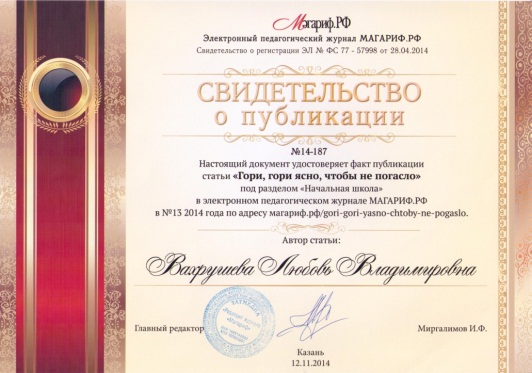 Магариф.РФ
Электронный педагогический журнал МАГАРИФ.РФ
Свидетельство о регистрации ЭЛ № ФС 77 - 57998 от 28.04.2014
СВИДЕТЕЛЬСТВО
о публикации
№14-187
Настоящий документ удостоверяет факт публикации
статьи «Гори, гори ясно, чтобы не погасло»
под разделом «Начальная школа»
в электронном педагогическом журнале МАГАРИФ.РФ
в №13 2014 года по адресу магариф.рф/gori-gori-yasno-chtoby-ne-pogaslo.
Автор статьи:
Вахрушева Любовь Владимировна
Главный редактор
Миргалимов И.Ф.
Казань
12.11.2014